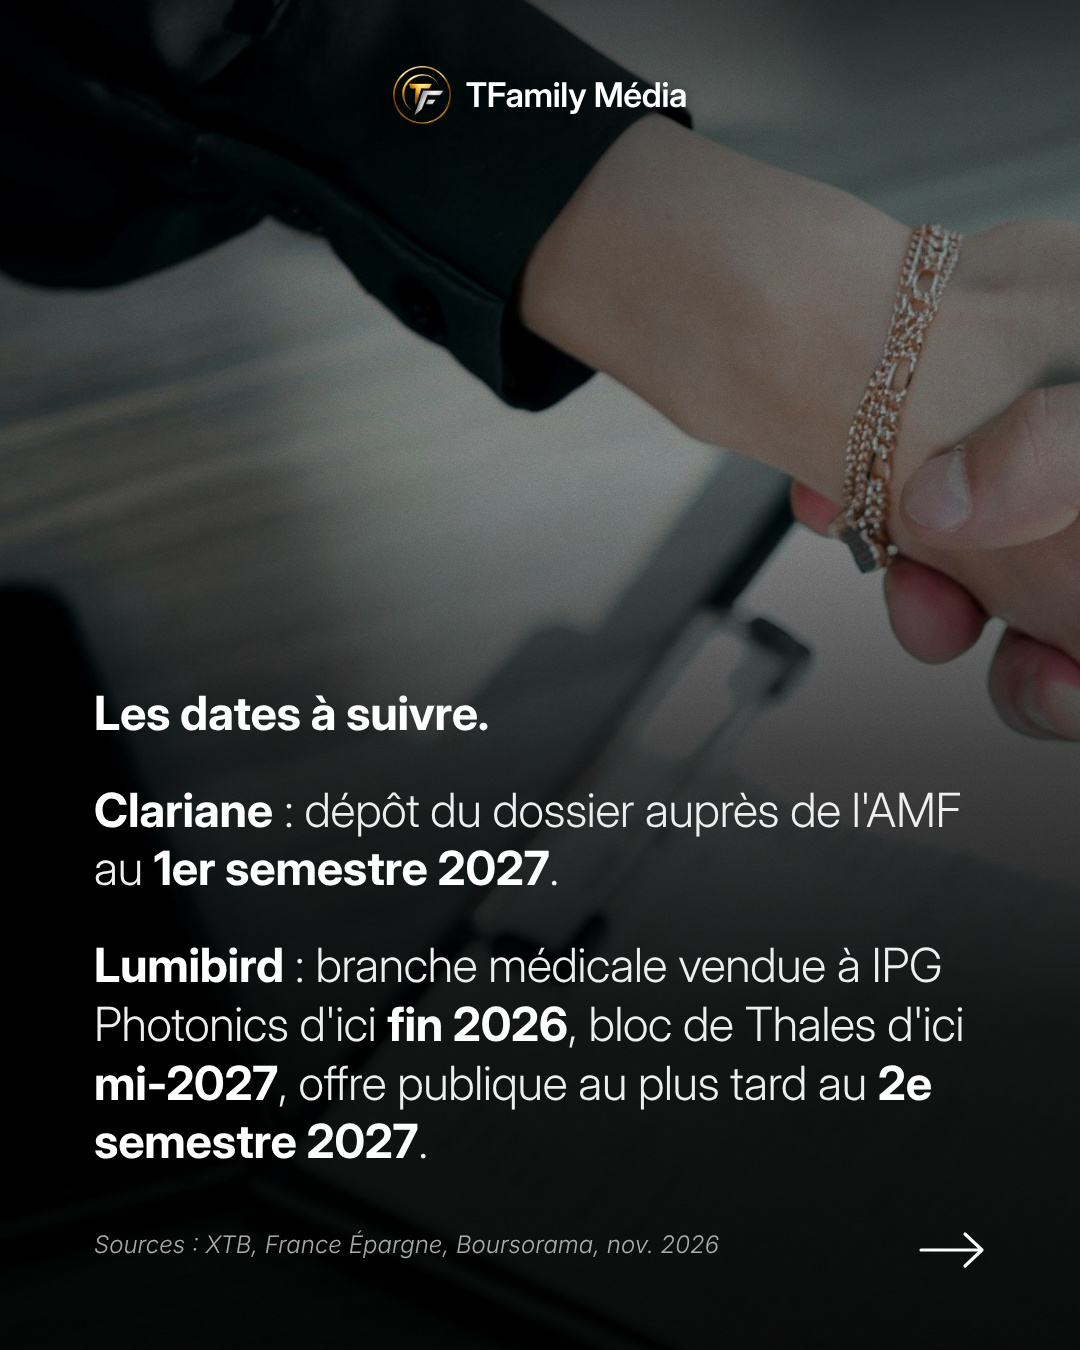 TFamily Média
Les dates à suivre.
Clariane : dépôt du dossier auprès de l'AMF
au 1er semestre 2027.
Lumibird : branche médicale vendue à IPG
Photonics d'ici fin 2026, bloc de Thales d'ici
mi-2027, offre publique au plus tard au 2e
semestre 2027.
Sources : XTB, France Épargne, Boursorama, nov. 2026